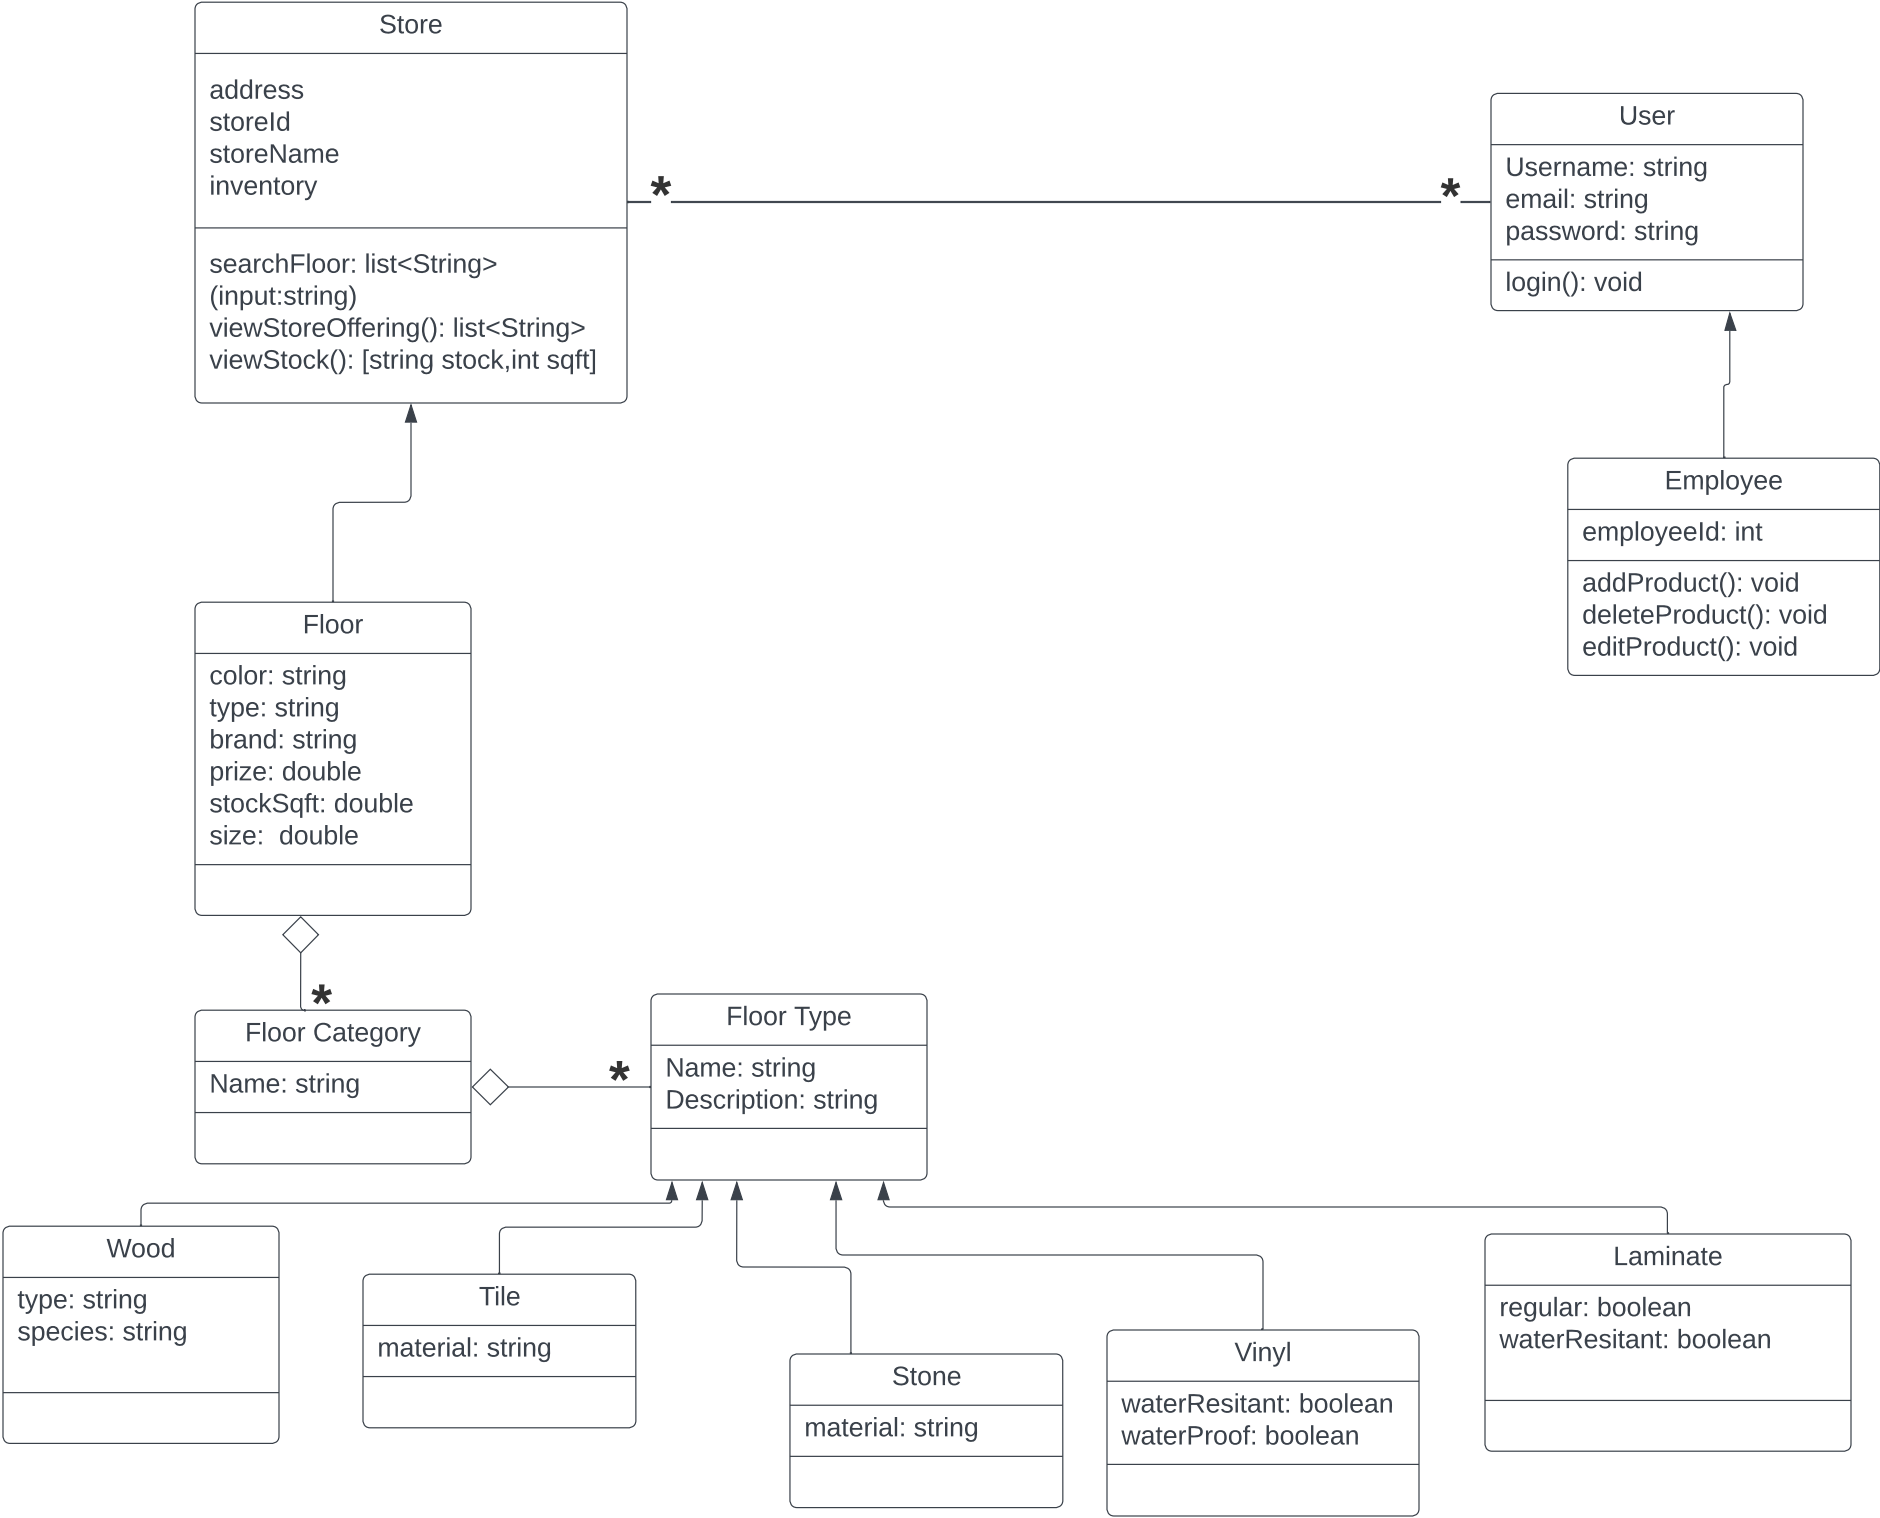 Store
address
storeId
storeName
inventory
searchFloor: list<String>
(input:string)
viewStoreOffering(): list<String>
viewStock(): [string stock,int sqft]
*
*
User
Username: string
email: string
password: string
login(): void
Employee
employeeId: int
addProduct(): void
deleteProduct(): void
editProduct(): void
Floor
color: string
type: string
brand: string
prize: double
stockSqft: double
size:  double
*
Floor Category
Name: string
*
Floor Type
Name: string
Description: string
Wood
type: string
species: string
Tile
material: string
Stone
material: string
Vinyl
waterResitant: boolean
waterProof: boolean
Laminate
regular: boolean
waterResitant: boolean